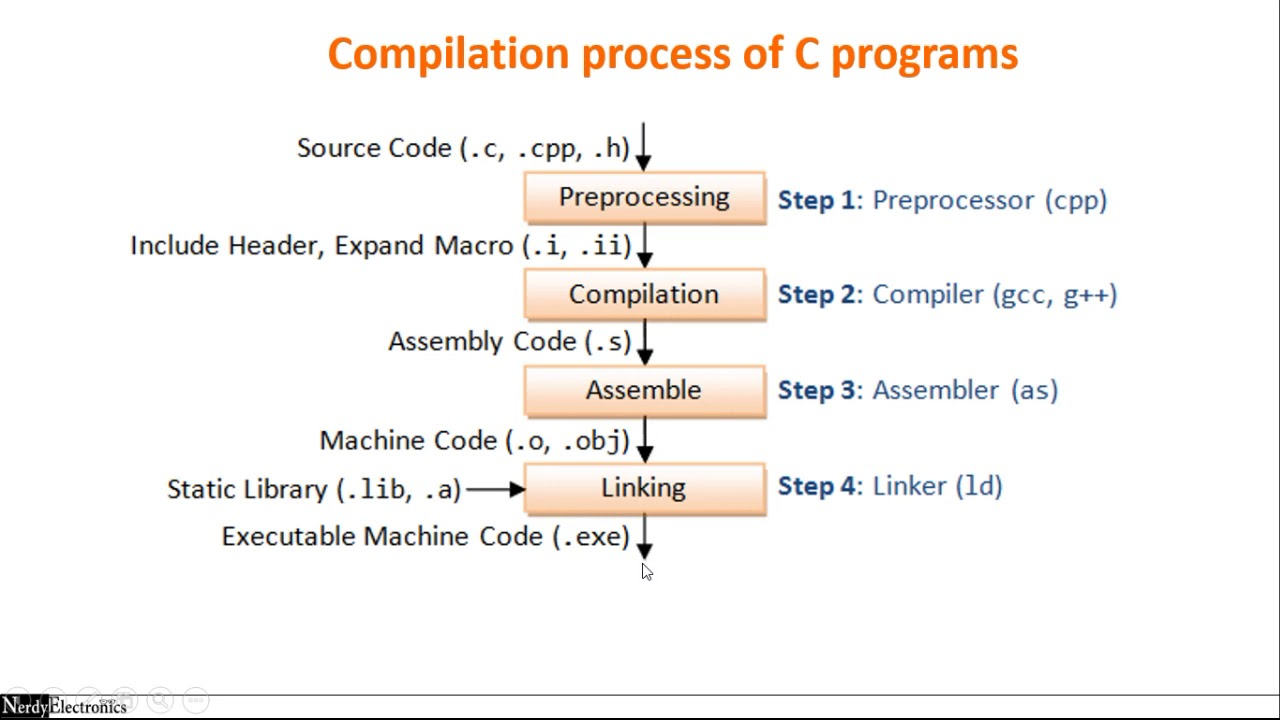 Compilation process of C programs
Source Code (.c, .cpp, .h)
Preprocessing
Step 1: Preprocessor (cpp)
Include Header, Expand Macro (.i, .ii)
Compilation
Step 2: Compiler (gcc, g++)
Assembly Code (.s)
Assemble
Step 3: Assembler (as)
Machine Code (.o, .obj)
Static Library (.lib, .a)
Linking
Step 4: Linker (ld)
Executable Machine Code (.exe)
NerdyElectronics